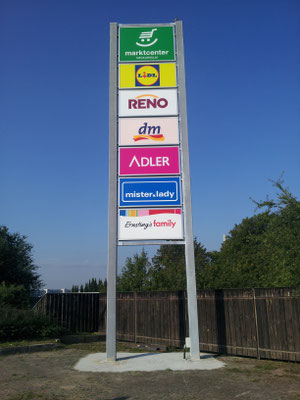 marktcenter
LIDL
RENO
dm
ADLER
mister*lady
Ernsting's family